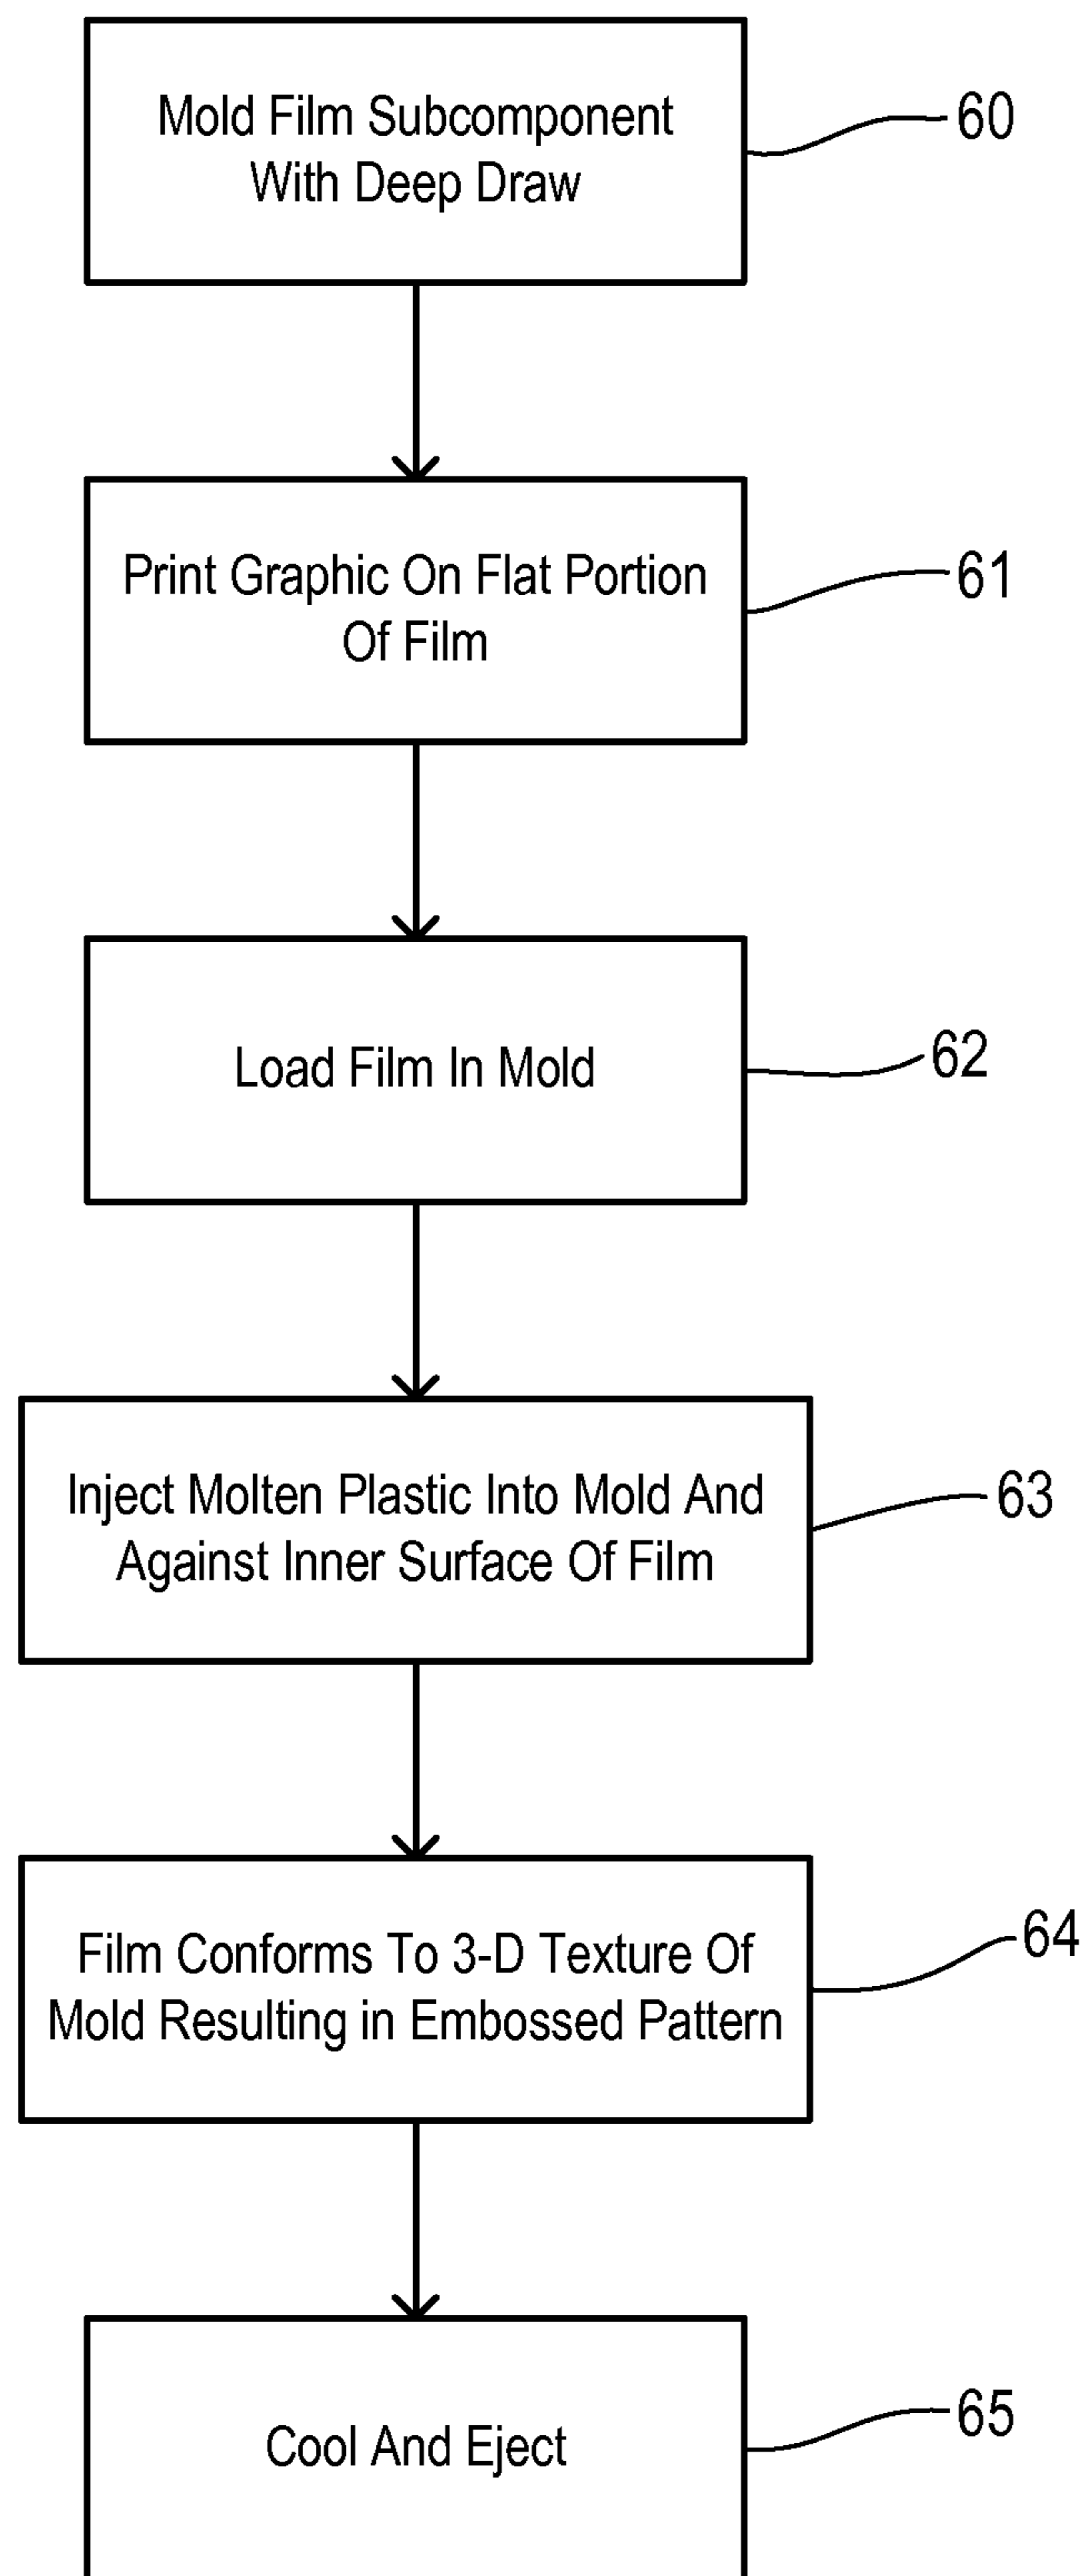 Mold Film Subcomponent
With Deep Draw
60
Print Graphic On Flat Portion
Of Film
61
Load Film In Mold
62
Inject Molten Plastic Into Mold And
Against Inner Surface Of Film
63
Film Conforms To 3-D Texture Of
Mold Resulting in Embossed Pattern
64
Cool And Eject
65